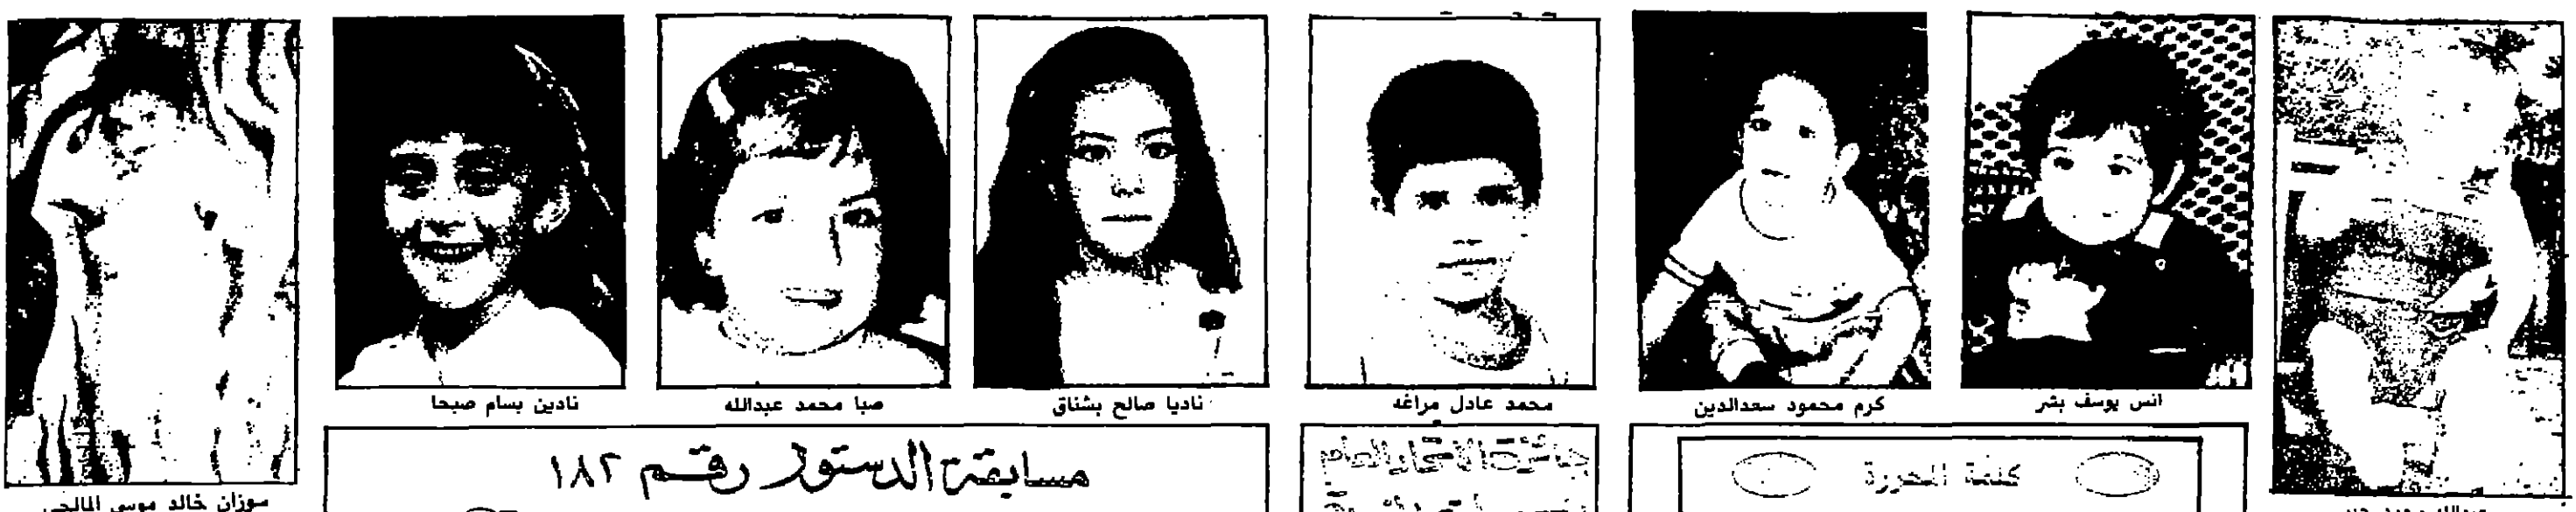 انس يوسف بشر
كرم محمود سعدالدين
محمد عادل مراغه
ناديا صالح بشناق
صبا محمد عبدالله
نادين بسام صبحا
سوزان خالد موسى المالحي
كلمة المحررة
مسابقة الدستور رقم ١٨٢